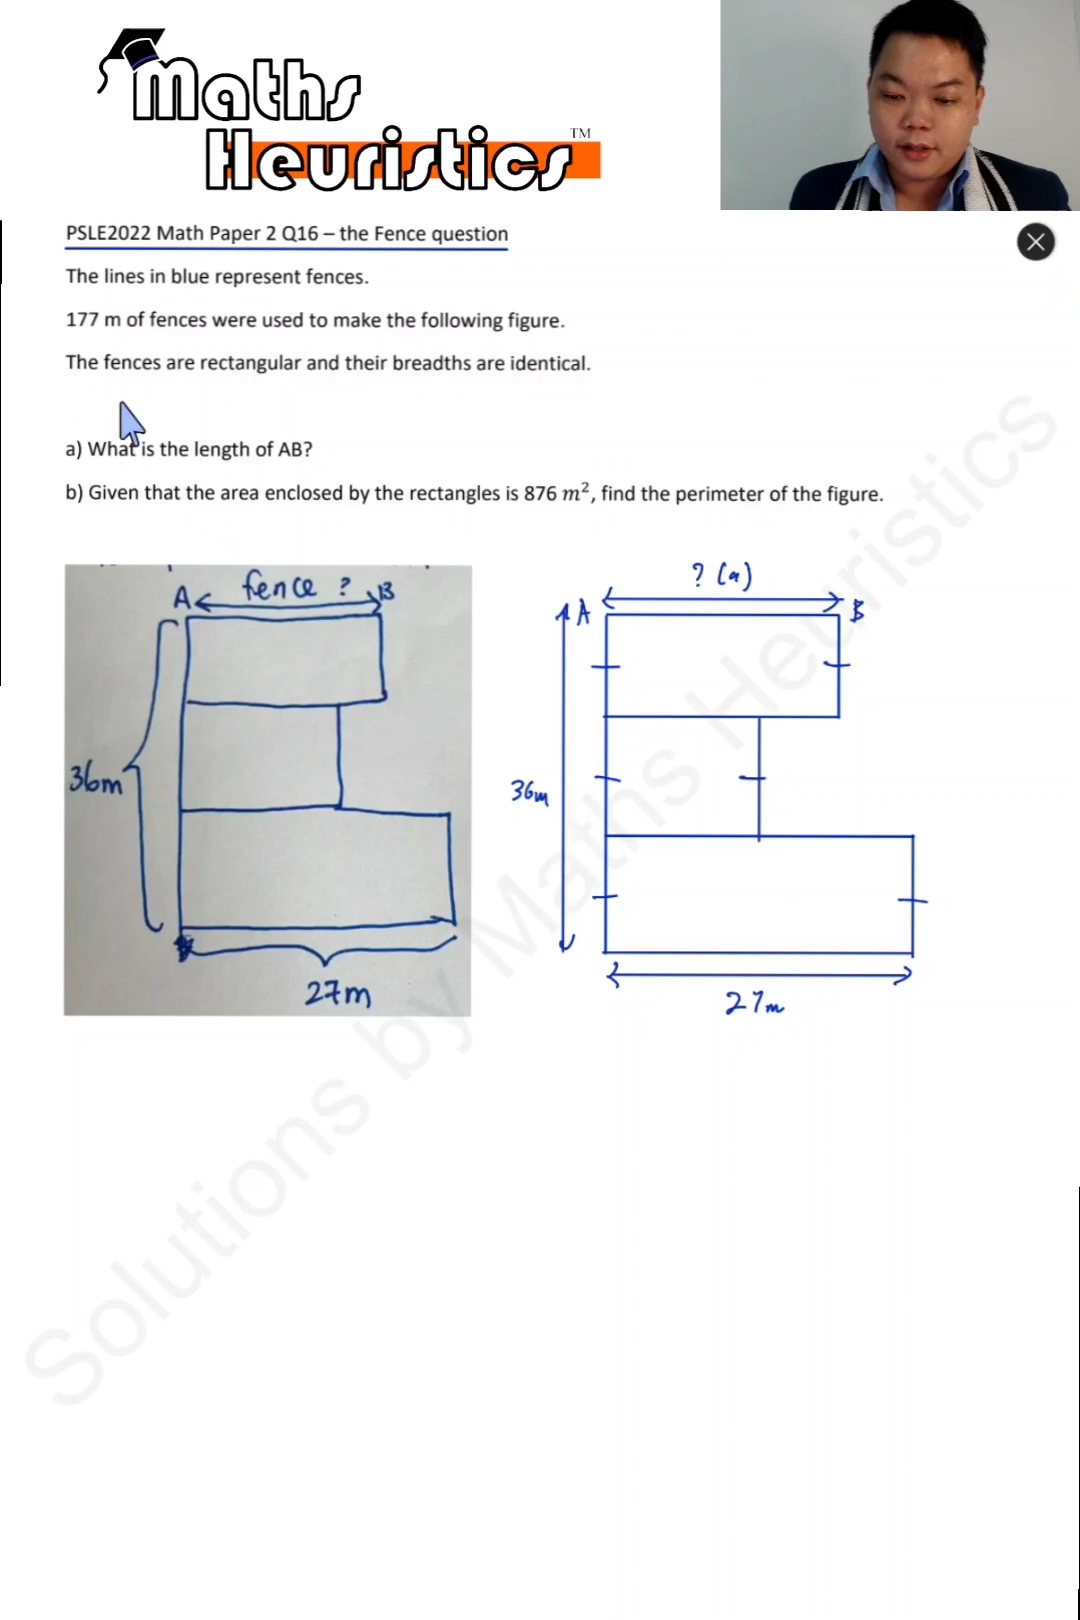 Maths
Heuristics™
PSLE2022 Math Paper 2 Q16 – the Fence question
The lines in blue represent fences.
177 m of fences were used to make the following figure.
The fences are rectangular and their breadths are identical.
a) What is the length of AB?
b) Given that the area enclosed by the rectangles is 876 m², find the perimeter of the figure.
A fence ? B
36m
27m
? (a)
A B
36m
27m
Solutions by Maths Heuristics